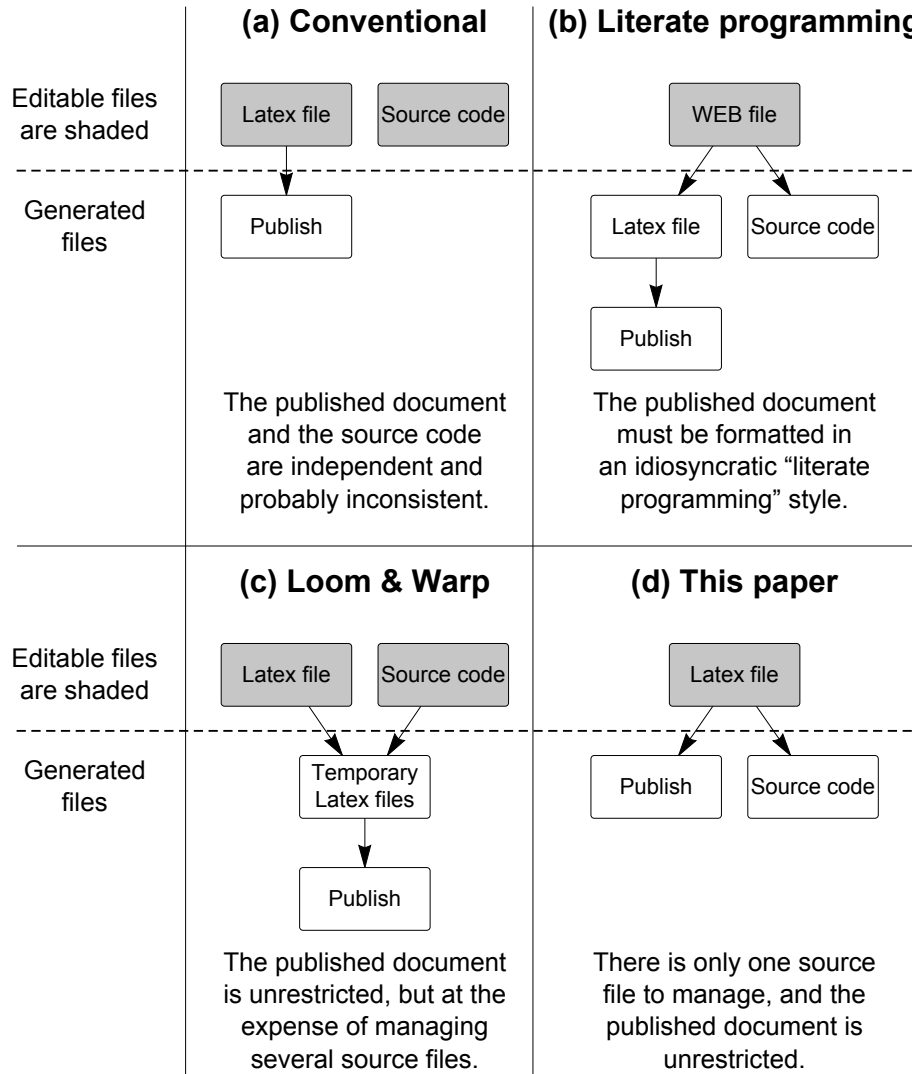 (a) Conventional
(b) Literate programming
Editable files
are shaded
Latex file
Source code
WEB file
Generated
files
Publish
Latex file
Source code
Publish
The published document
and the source code
are independent and
probably inconsistent.
The published document
must be formatted in
an idiosyncratic “literate
programming” style.
(c) Loom & Warp
(d) This paper
Editable files
are shaded
Latex file
Source code
Latex file
Generated
files
Temporary
Latex files
Publish
Source code
Publish
The published document
is unrestricted, but at the
expense of managing
several source files.
There is only one source
file to manage, and the
published document is
unrestricted.